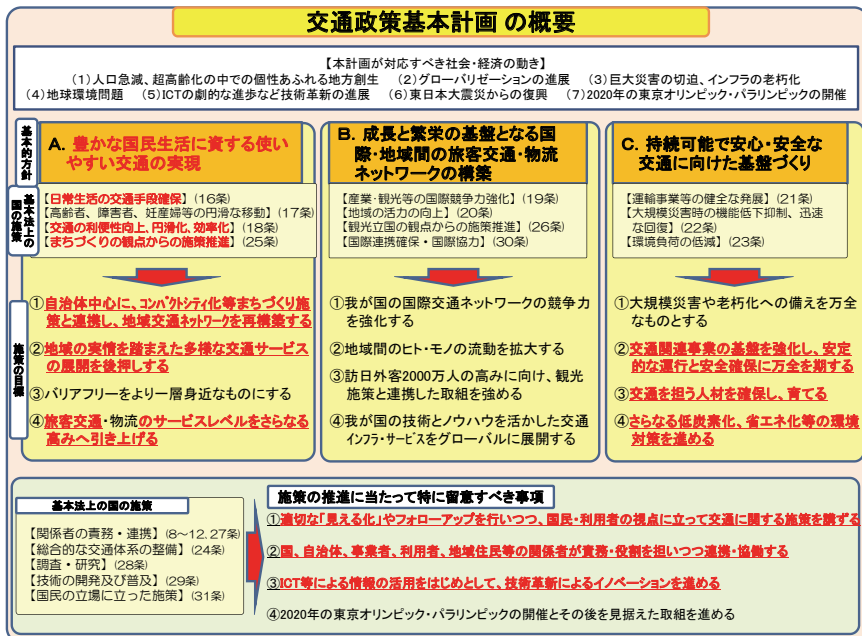 交通政策基本計画 の概要
【本計画が対応すべき社会・経済の動き】
(1)人口急減、超高齢化の中での個性あふれる地方創生 (2)グローバリゼーションの進展 (3)巨大災害の切迫、インフラの老朽化
(4)地球環境問題 (5)ICTの劇的な進歩など技術革新の進展 (6)東日本大震災からの復興 (7)2020年の東京オリンピック・パラリンピックの開催
基本的方針
A. 豊かな国民生活に資する使い
やすい交通の実現
基本法上の
国の施策
【日常生活の交通手段確保】(16条)
【高齢者、障害者、妊産婦等の円滑な移動】(17条)
【交通の利便性向上、円滑化、効率化】(18条)
【まちづくりの観点からの施策推進】(25条)
施策の目標
①自治体中心に、コンパクトシティ化等まちづくり施
策と連携し、地域交通ネットワークを再構築する
②地域の実情を踏まえた多様な交通サービス
の展開を後押しする
③バリアフリーをより一層身近なものにする
④旅客交通・物流のサービスレベルをさらなる
高みへ引き上げる
B. 成長と繁栄の基盤となる国
際・地域間の旅客交通・物流
ネットワークの構築
【産業・観光等の国際競争力強化】(19条)
【地域の活力の向上】(20条)
【観光立国の観点からの施策推進】(26条)
【国際連携確保・国際協力】(30条)
①我が国の国際交通ネットワークの競争力
を強化する
②地域間のヒト・モノの流動を拡大する
③訪日外客2000万人の高みに向け、観光
施策と連携した取組を強める
④我が国の技術とノウハウを活かした交通
インフラ・サービスをグローバルに展開する
C. 持続可能で安心・安全な
交通に向けた基盤づくり
【運輸事業等の健全な発展】(21条)
【大規模災害時の機能低下抑制、迅速
な回復】(22条)
【環境負荷の低減】(23条)
①大規模災害や老朽化への備えを万全
なものとする
②交通関連事業の基盤を強化し、安定
的な運行と安全確保に万全を期する
③交通を担う人材を確保し、育てる
④さらなる低炭素化、省エネ化等の環境
対策を進める
基本法上の国の施策
【関係者の責務・連携】(8~12,27条)
【総合的な交通体系の整備】(24条)
【調査・研究】(28条)
【技術の開発及び普及】(29条)
【国民の立場に立った施策】(31条)
施策の推進に当たって特に留意すべき事項
①適切な「見える化」やフォローアップを行いつつ、国民・利用者の視点に立って交通に関する施策を講ずる
②国、自治体、事業者、利用者、地域住民等の関係者が責務・役割を担いつつ連携・協働する
③ICT等による情報の活用をはじめとして、技術革新によるイノベーションを進める
④2020年の東京オリンピック・パラリンピックの開催とその後を見据えた取組を進める